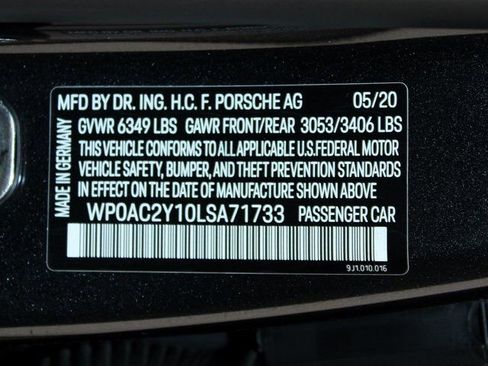 MFD BY DR. ING. H.C. F. PORSCHE AG 05/20
GVWR 6349 LBS GAWR FRONT/REAR 3053/3406 LBS
THIS VEHICLE CONFORMS TO ALL APPLICABLE U.S.FEDERAL MOTOR
VEHICLE SAFETY, BUMPER, AND THEFT PREVENTION STANDARDS
IN EFFECT ON THE DATE OF MANUFACTURE SHOWN ABOVE
WP0AC2Y10LSA71733 PASSENGER CAR
9J1.010.016
MADE IN GERMANY